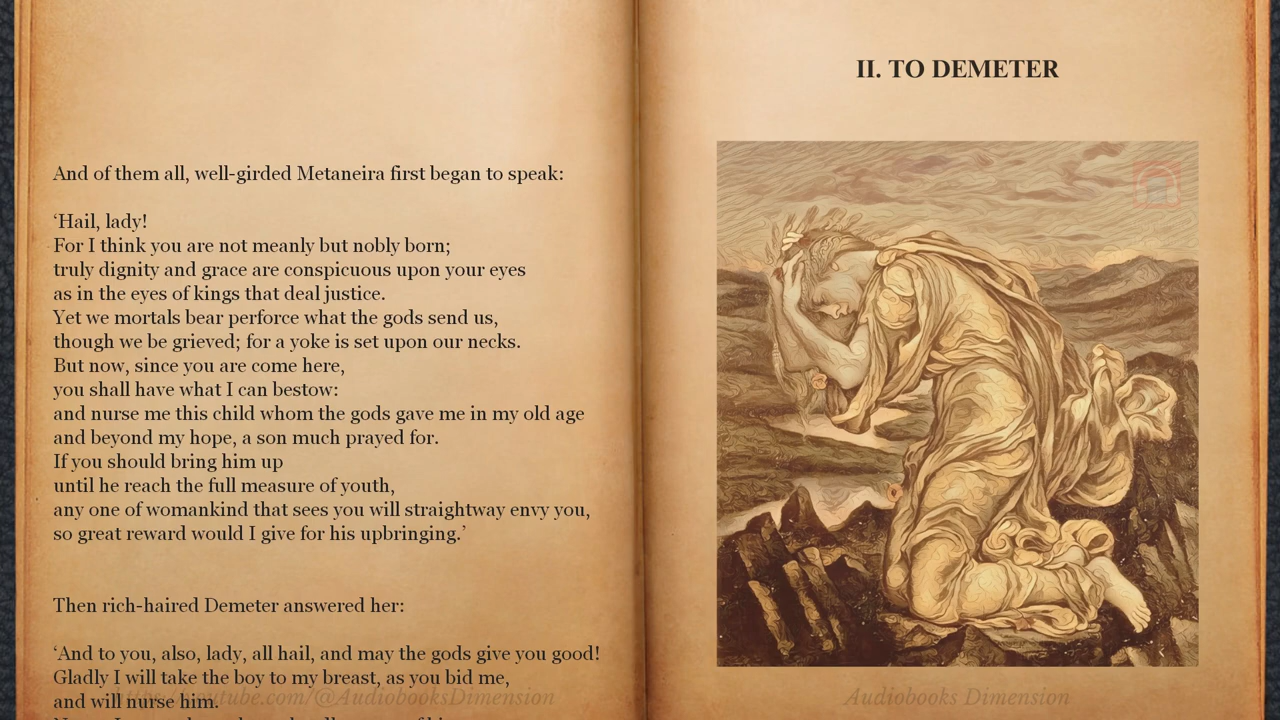 And of them all, well-girded Metaneira first began to speak:
‘Hail, lady!
For I think you are not meanly but nobly born;
truly dignity and grace are conspicuous upon your eyes
as in the eyes of kings that deal justice.
Yet we mortals bear perforce what the gods send us,
though we be grieved; for a yoke is set upon our necks.
But now, since you are come here,
you shall have what I can bestow:
and nurse me this child whom the gods gave me in my old age
and beyond my hope, a son much prayed for.
If you should bring him up
until he reach the full measure of youth,
any one of womankind that sees you will straightway envy you,
so great reward would I give for his upbringing.’
Then rich-haired Demeter answered her:
‘And to you, also, lady, all hail, and may the gods give you good!
Gladly I will take the boy to my breast, as you bid me,
and will nurse him.
https://youtube.com/@AudiobooksDimension
II. TO DEMETER
Audiobooks Dimension